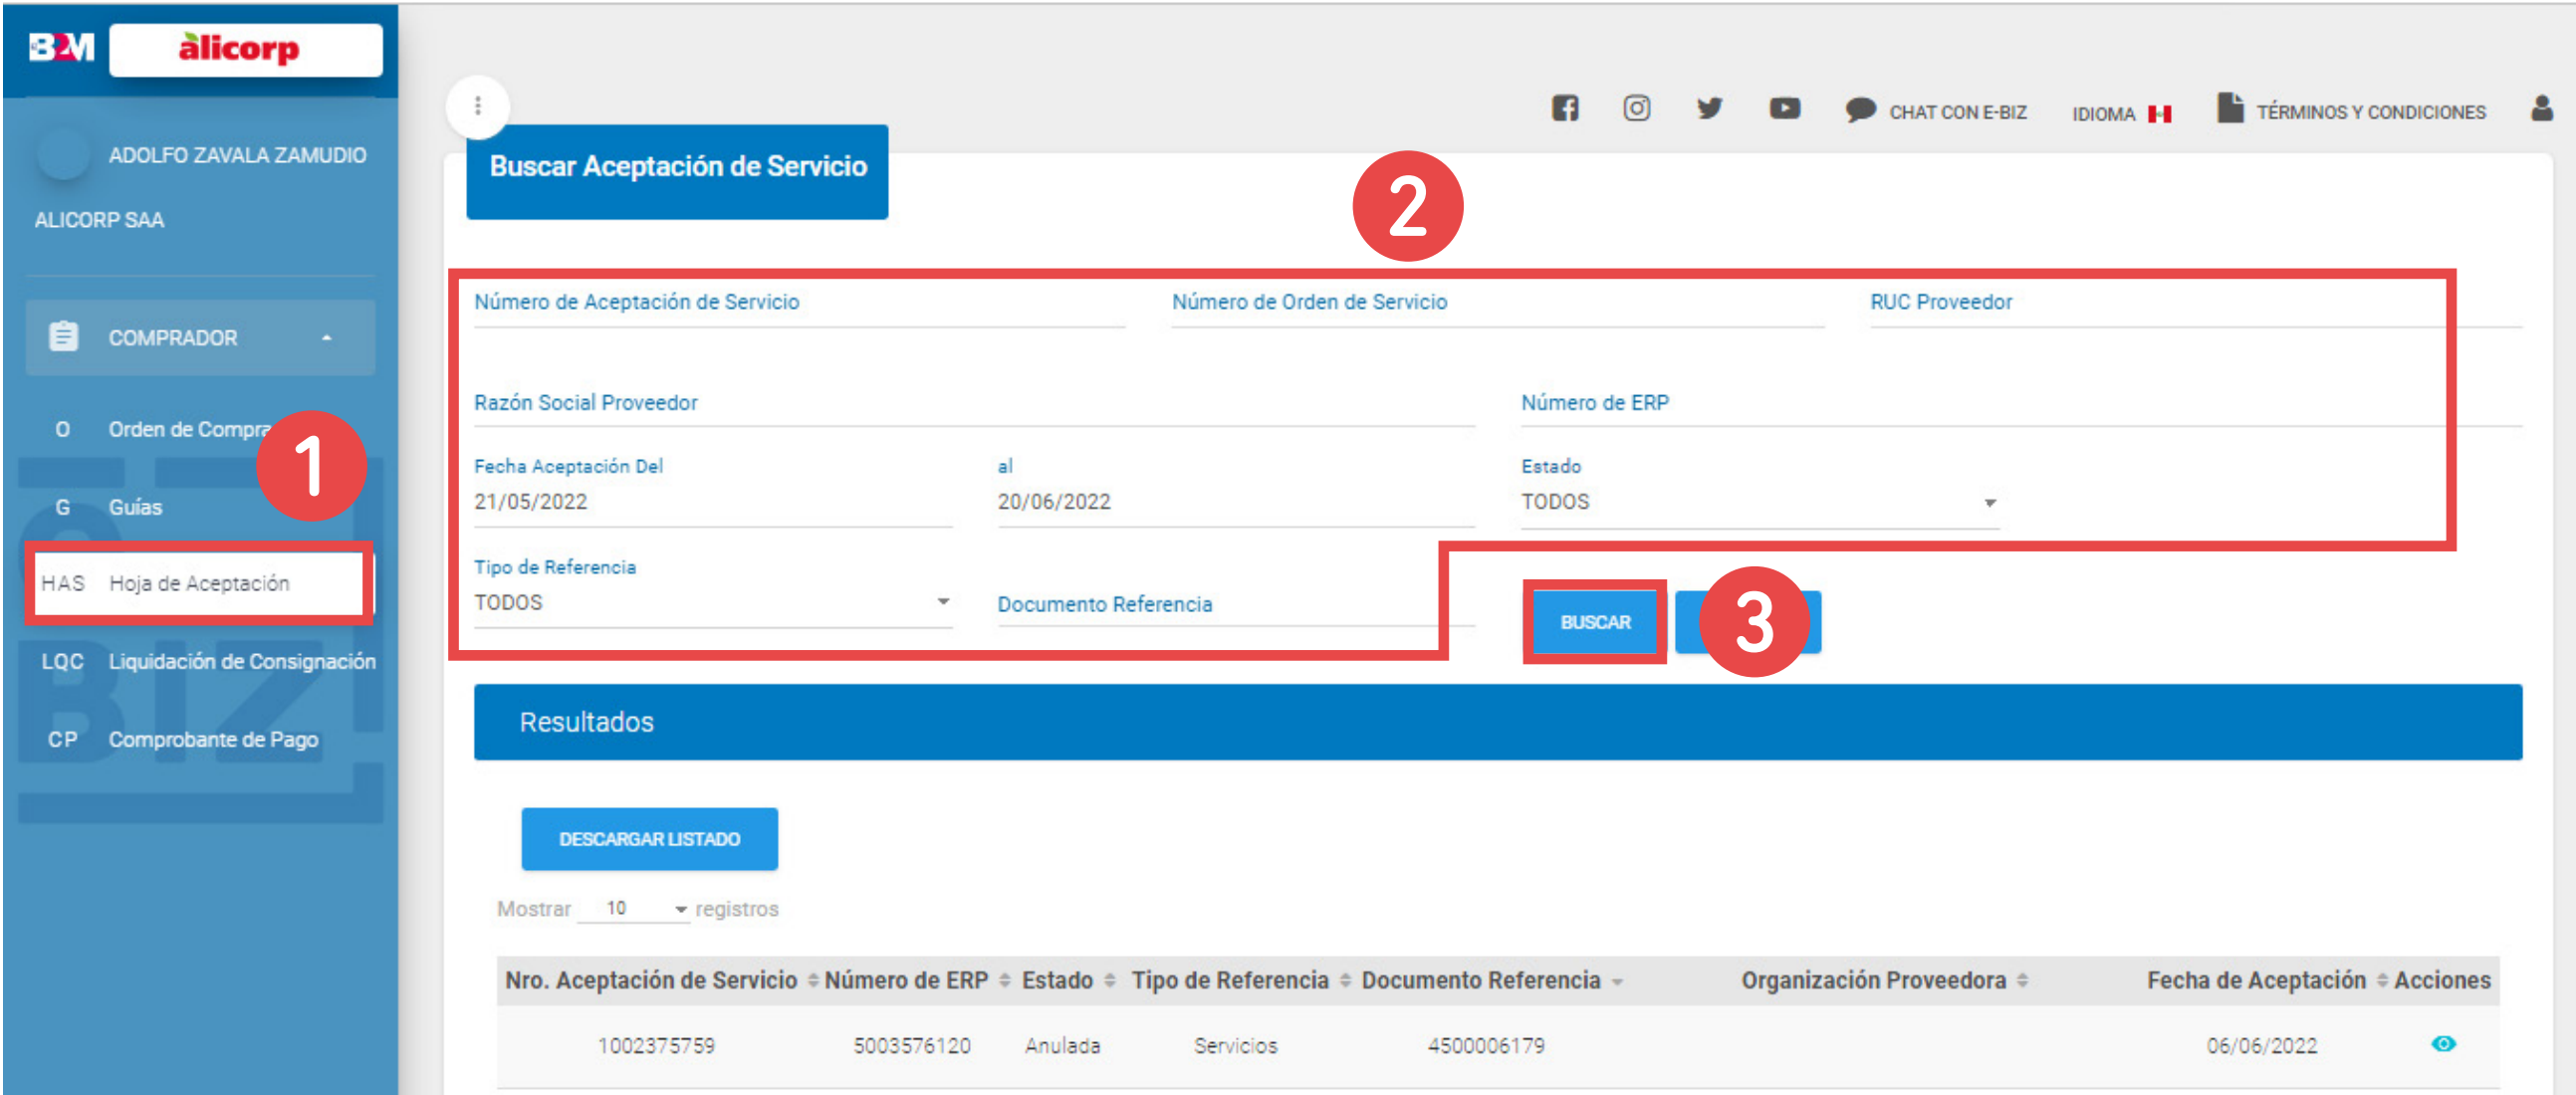 B2M
alicorp
ADOLFO ZAVALA ZAMUDIO
ALICORP SAA
COMPRADOR
O Orden de Compra
1
G Guías
HAS Hoja de Aceptación
LQC Liquidación de Consignación
CP Comprobante de Pago
BIZ
CHAT CON E-BIZ IDIOMA TÉRMINOS Y CONDICIONES
Buscar Aceptación de Servicio
2
Número de Aceptación de Servicio Número de Orden de Servicio RUC Proveedor
Razón Social Proveedor Número de ERP
Fecha Aceptación Del al Estado
21/05/2022 20/06/2022 TODOS
Tipo de Referencia
TODOS Documento Referencia
BUSCAR
3
Resultados
DESCARGAR LISTADO
Mostrar 10 registros
Nro. Aceptación de Servicio Número de ERP Estado Tipo de Referencia Documento Referencia Organización Proveedora Fecha de Aceptación Acciones
1002375759 5003576120 Anulada Servicios 4500006179 06/06/2022